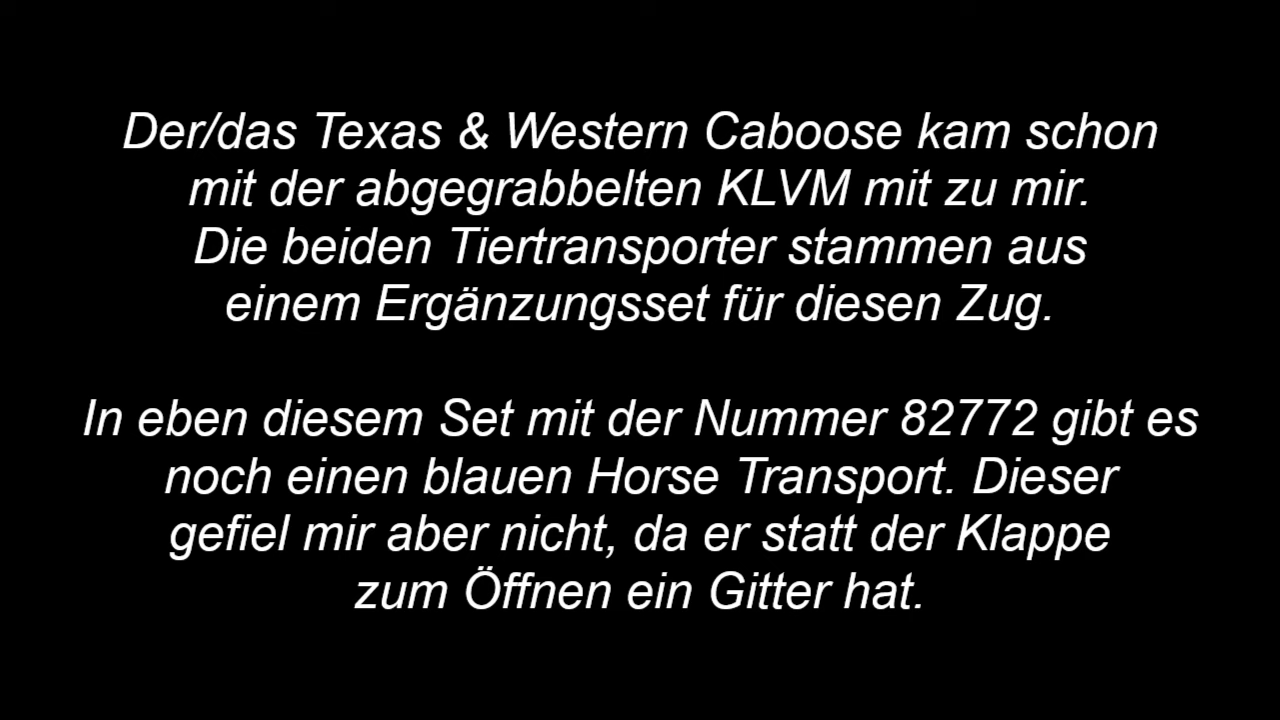 Der/das Texas & Western Caboose kam schon
mit der abgegrabbelten KLVM mit zu mir.
Die beiden Tiertransporter stammen aus
einem Ergänzungsset für diesen Zug.
In eben diesem Set mit der Nummer 82772 gibt es
noch einen blauen Horse Transport. Dieser
gefiel mir aber nicht, da er statt der Klappe
zum Öffnen ein Gitter hat.